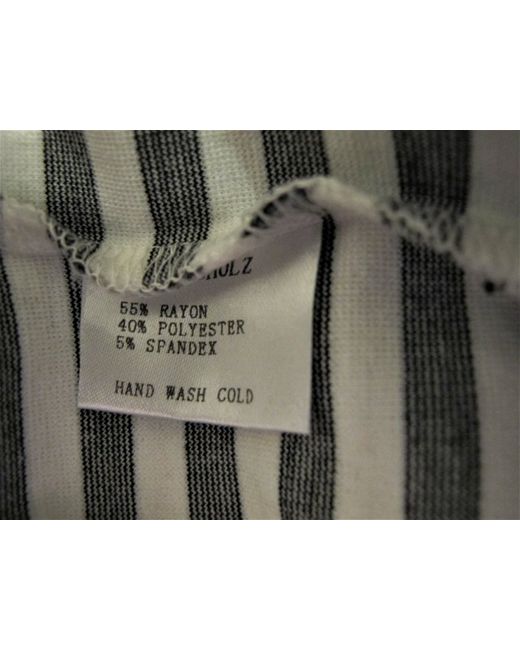 55% RAYON
40% POLYESTER
5% SPANDEX
HAND WASH COLD